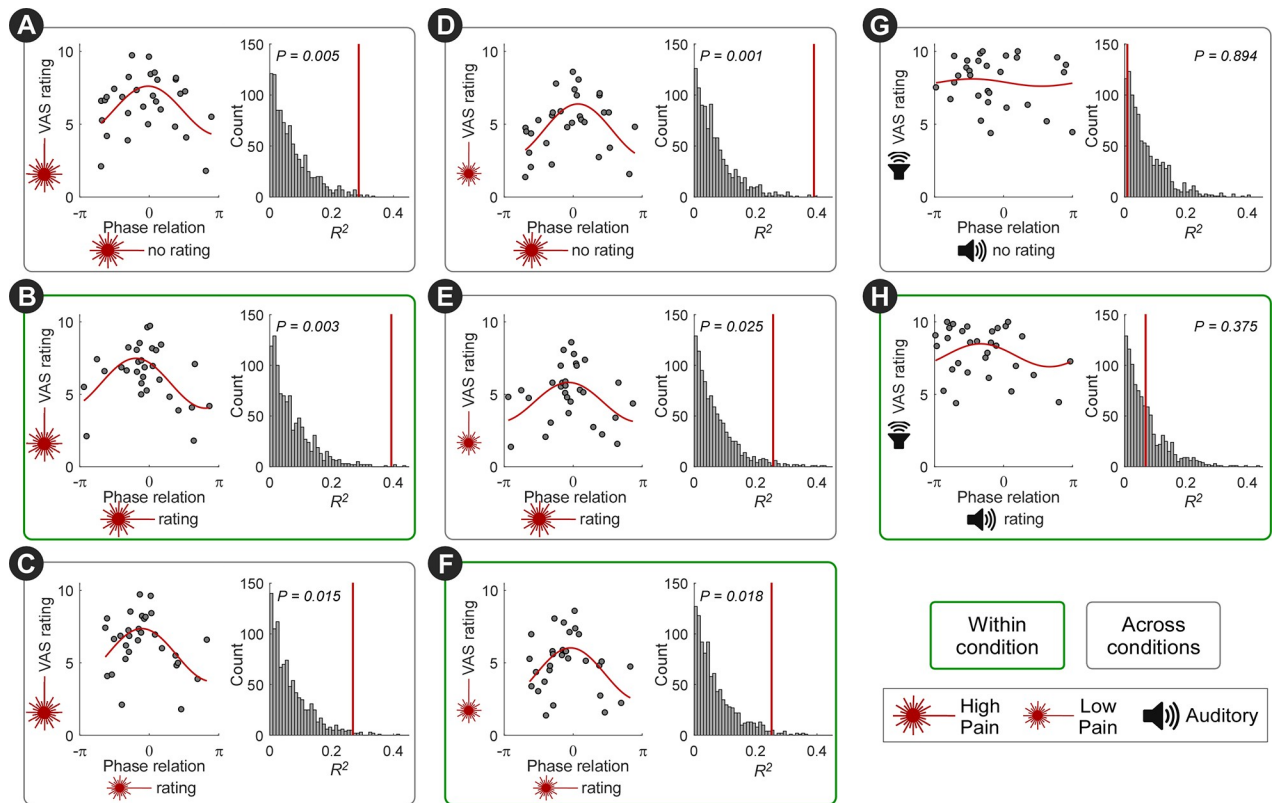 A
VAS rating
10
5
0
-π
0
π
Phase relation
no rating
Count
150
100
50
0
P = 0.005
0
0.2
0.4
R²
D
VAS rating
10
5
0
-π
0
π
Phase relation
no rating
Count
150
100
50
0
P = 0.001
0
0.2
0.4
R²
G
VAS rating
10
5
0
-π
0
π
Phase relation
no rating
Count
150
100
50
0
P = 0.894
0
0.2
0.4
R²
B
VAS rating
10
5
0
-π
0
π
Phase relation
rating
Count
150
100
50
0
P = 0.003
0
0.2
0.4
R²
E
VAS rating
10
5
0
-π
0
π
Phase relation
rating
Count
150
100
50
0
P = 0.025
0
0.2
0.4
R²
H
VAS rating
10
5
0
-π
0
π
Phase relation
rating
Count
150
100
50
0
P = 0.375
0
0.2
0.4
R²
C
VAS rating
10
5
0
-π
0
π
Phase relation
rating
Count
150
100
50
0
P = 0.015
0
0.2
0.4
R²
F
VAS rating
10
5
0
-π
0
π
Phase relation
rating
Count
150
100
50
0
P = 0.018
0
0.2
0.4
R²
Within
condition
Across
conditions
High
Pain
Low
Pain
Auditory